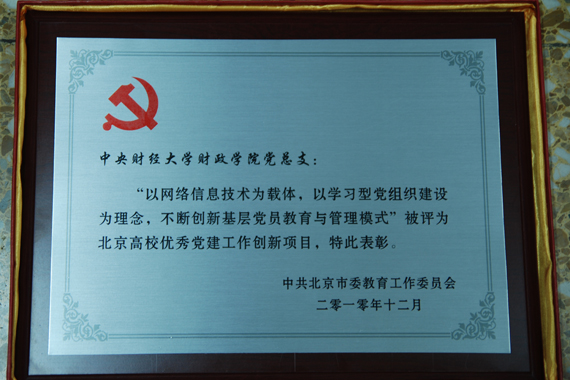 中央财经大学财政学院党总支：
“以网络信息技术为载体，以学习型党组织建设
为理念，不断创新基层党员教育与管理模式”被评为
北京高校优秀党建工作创新项目，特此表彰。
中共北京市委教育工作委员会
二零一零年十二月